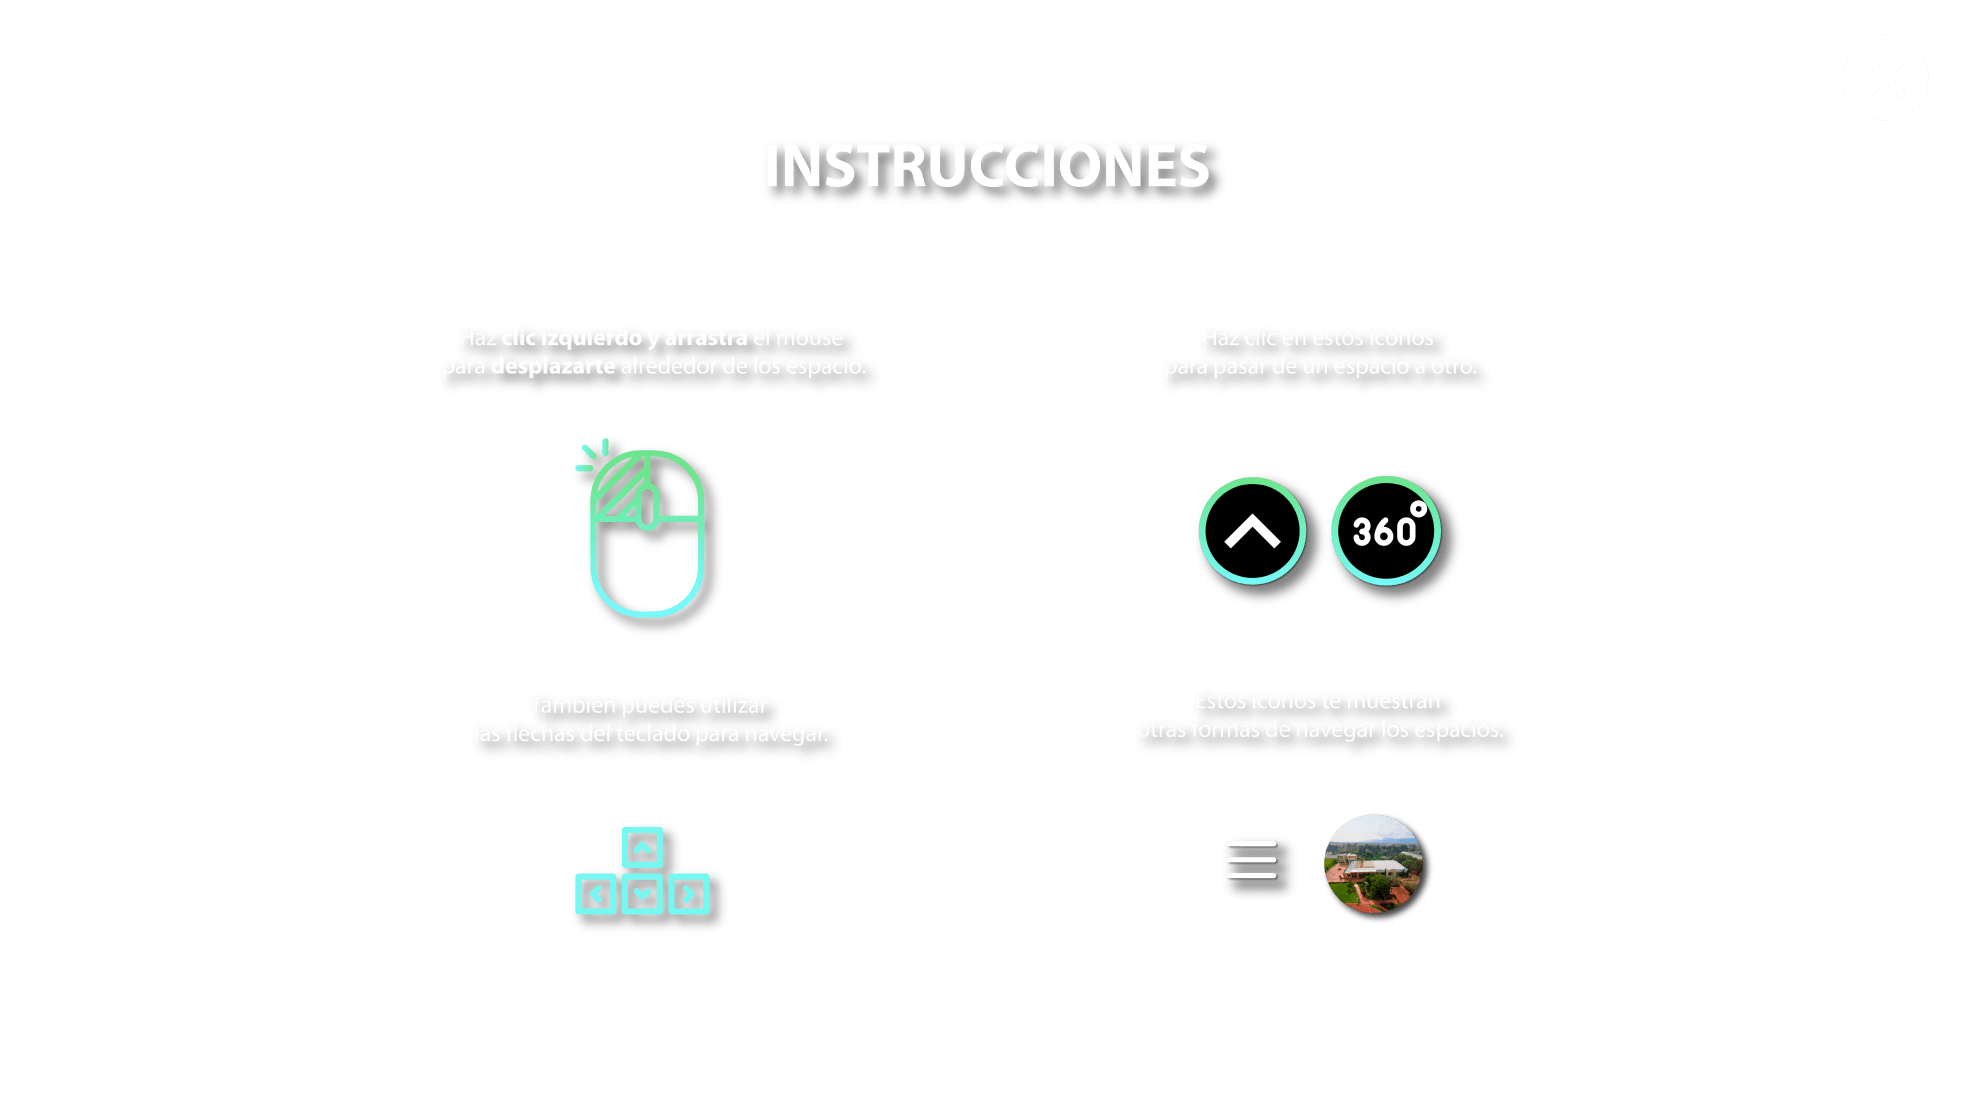 INSTRUCCIONES
Haz clic izquierdo y arrastra el mouse
para desplazarte alrededor de los espacio.
Haz clic en estos íconos
para pasar de un espacio a otro.
360°
También puedes utilizar
las flechas del teclado para navegar.
Estos íconos te muestran
otras formas de navegar los espacios.